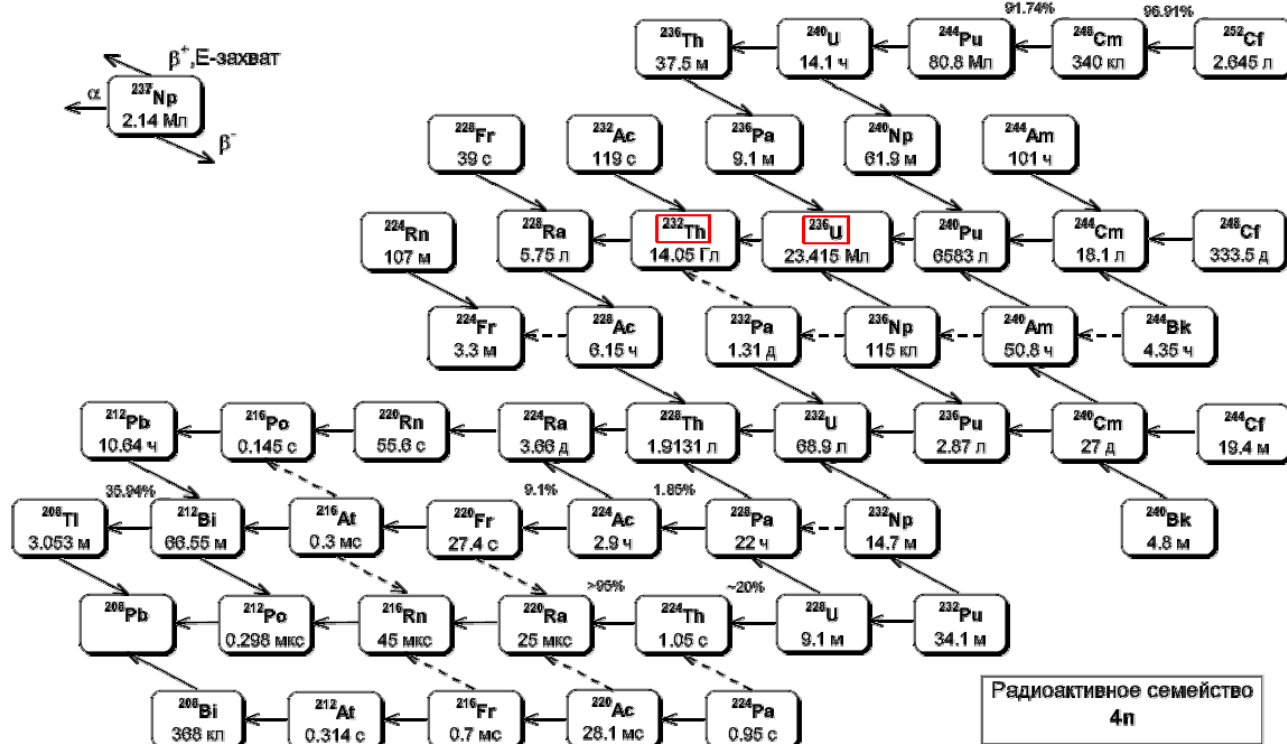 91.74%
96.91%
β⁺,Е-захват
α
²³⁷Np
2.14 Мл
β⁻
²³⁶Th
37.5 м
²⁴⁰U
14.1 ч
²⁴⁴Pu
80.8 Мл
²⁴⁸Cm
340 кл
²⁵²Cf
2.645 л
²²⁸Fr
39 с
²³²Ac
119 с
²³⁶Pa
9.1 м
²⁴⁰Np
61.9 м
²⁴⁴Am
101 ч
²²⁴Rn
107 м
²²⁸Ra
5.75 л
²³²Th
14.05 Гл
²³⁶U
23.415 Мл
²⁴⁰Pu
6583 л
²⁴⁴Cm
18.1 л
²⁴⁸Cf
333.5 д
²²⁴Fr
3.3 м
²²⁸Ac
6.15 ч
²³²Pa
1.31 д
²³⁶Np
115 кл
²⁴⁰Am
50.8 ч
²⁴⁴Bk
4.35 ч
²¹²Pb
10.64 ч
²¹⁶Po
0.145 с
²²⁰Rn
55.6 с
²²⁴Ra
3.66 д
²²⁸Th
1.9131 л
²³²U
68.9 л
²³⁶Pu
2.87 л
²⁴⁰Cm
27 д
²⁴⁴Cf
19.4 м
35.94%
9.1%
1.85%
²⁰⁸Tl
3.053 м
²¹²Bi
66.55 м
²¹⁶At
0.3 мс
²²⁰Fr
27.4 с
²²⁴Ac
2.9 ч
²²⁸Pa
22 ч
²³²Np
14.7 м
²⁴⁰Bk
4.8 м
>95%
~20%
²⁰⁸Pb
²¹²Po
0.298 мкс
²¹⁶Rn
45 мкс
²²⁰Ra
25 мкс
²²⁴Th
1.05 с
²²⁸U
9.1 м
²³²Pu
34.1 м
²⁰⁸Bi
368 кл
²¹²At
0.314 с
²¹⁶Fr
0.7 мс
²²⁰Ac
28.1 мс
²²⁴Pa
0.95 с
Радиоактивное семейство
4n